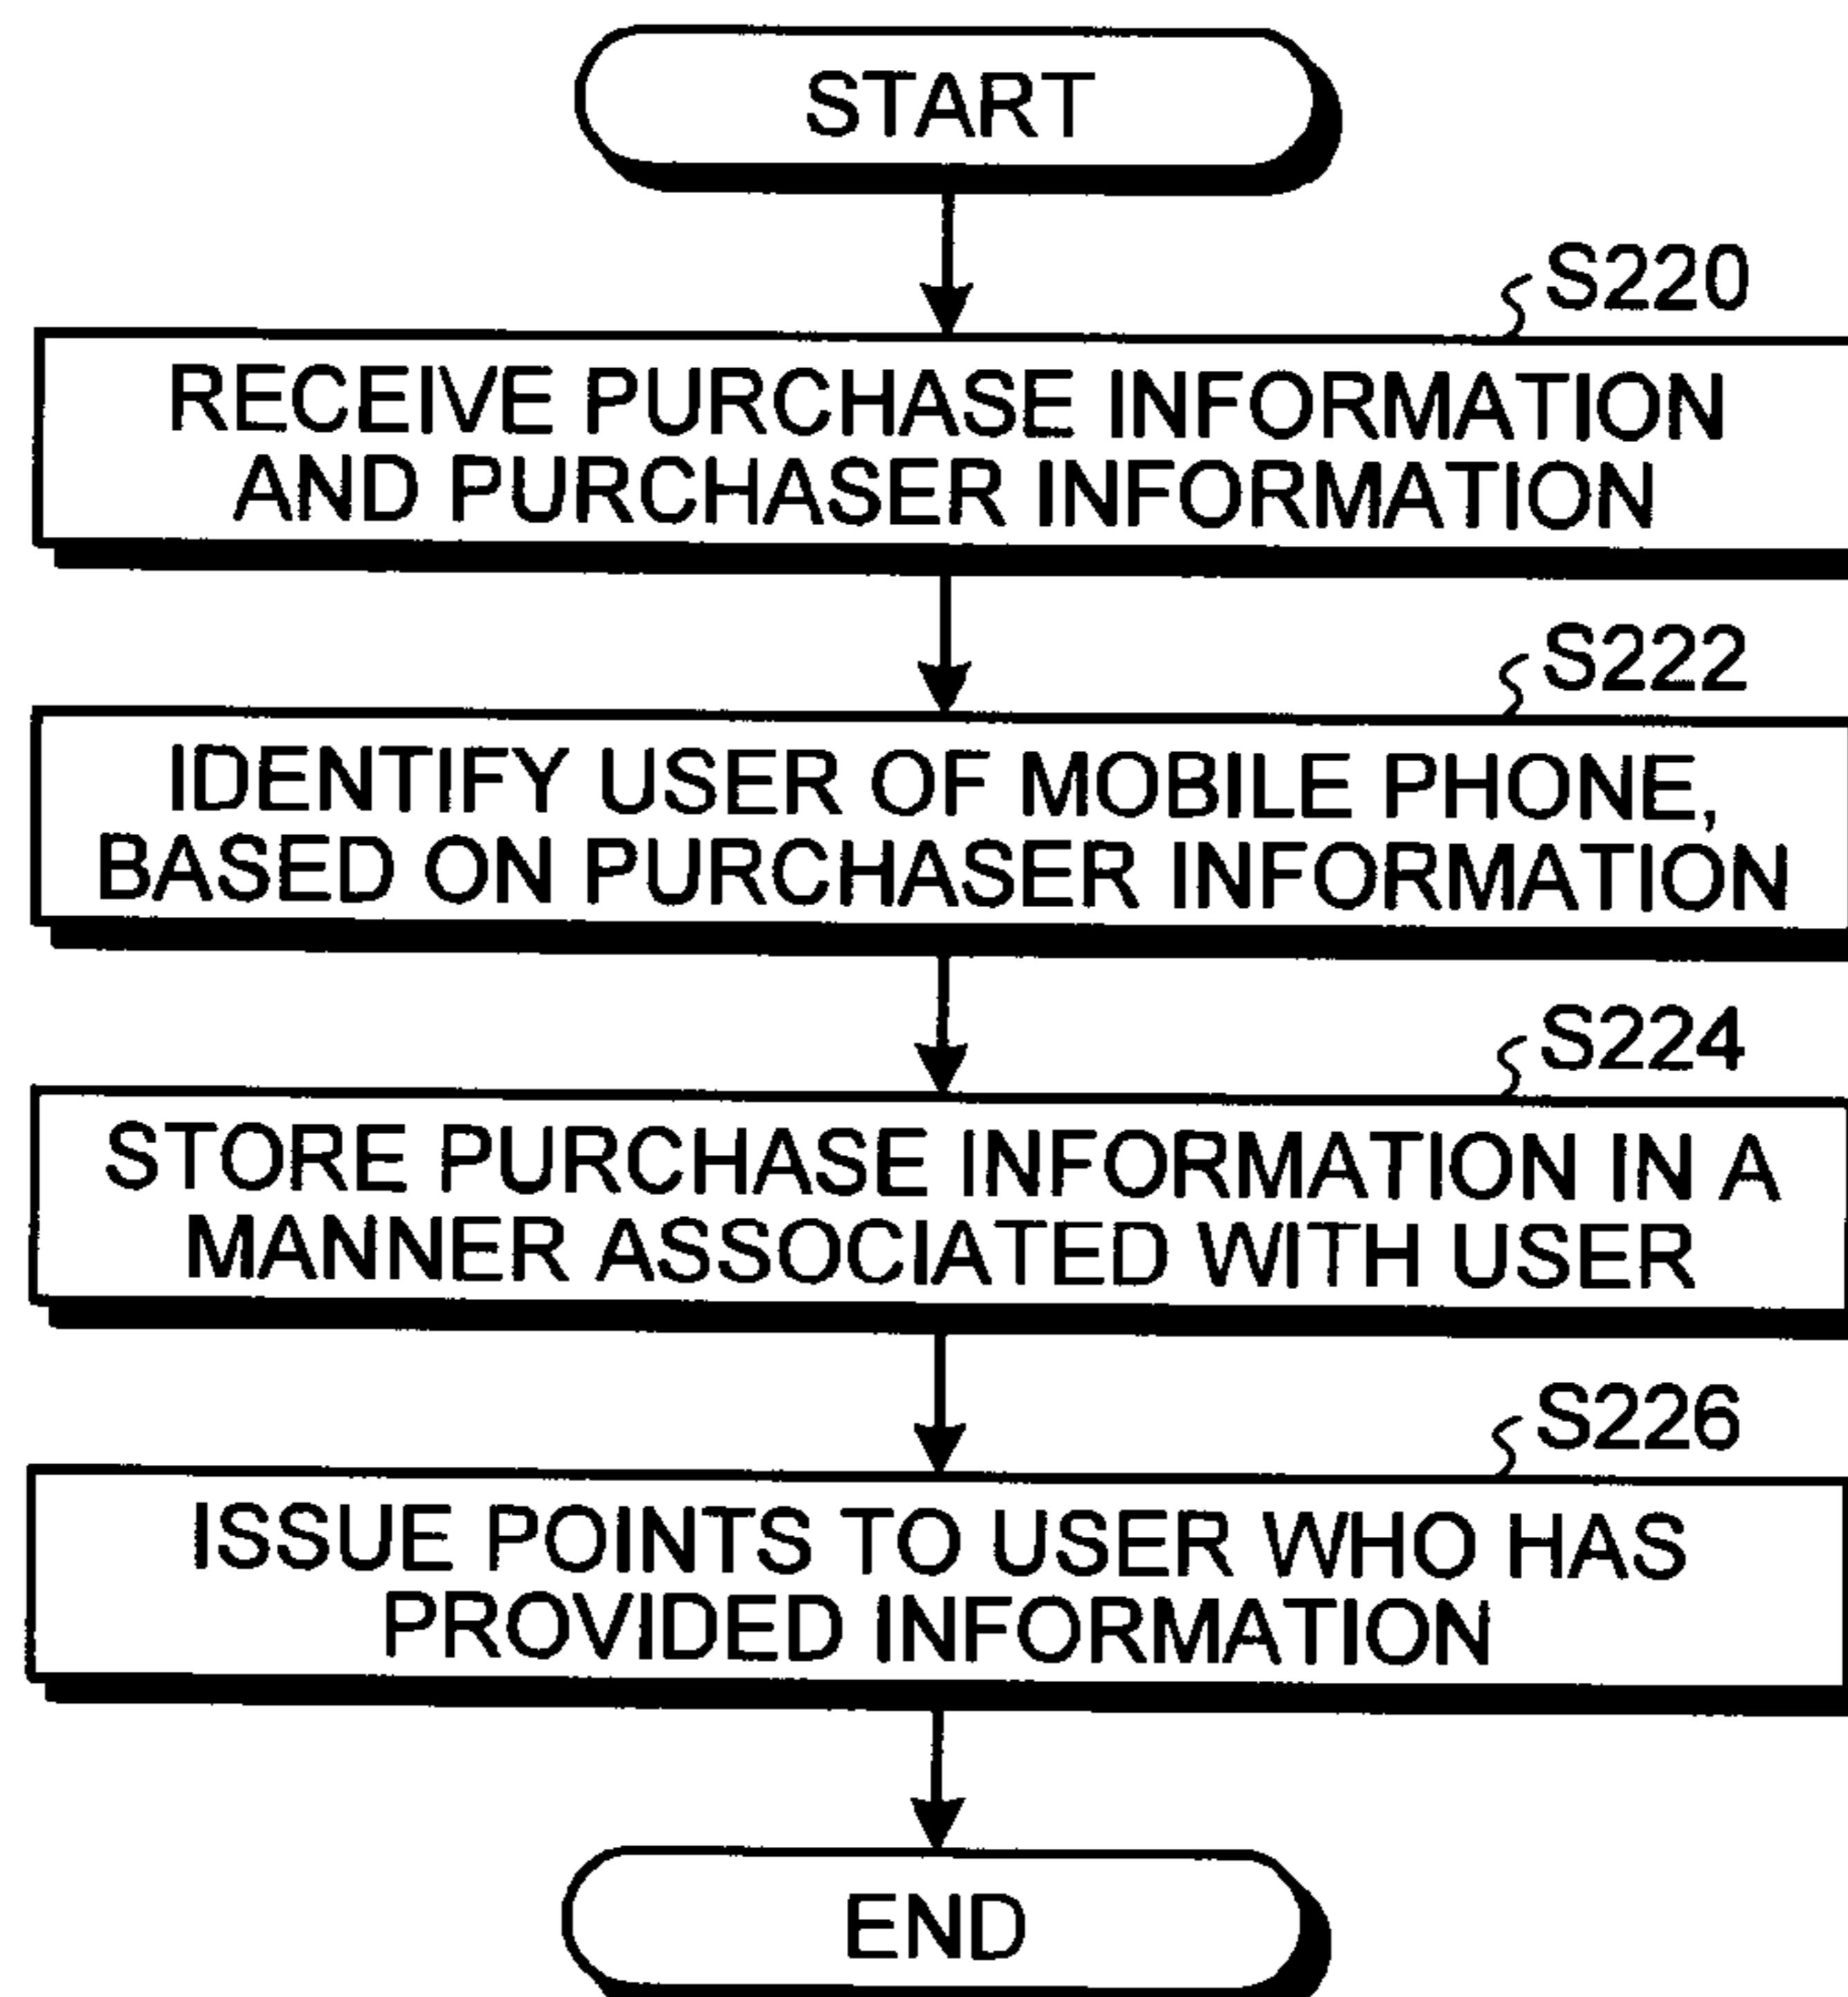 START
S220
RECEIVE PURCHASE INFORMATION
AND PURCHASER INFORMATION
S222
IDENTIFY USER OF MOBILE PHONE,
BASED ON PURCHASER INFORMATION
S224
STORE PURCHASE INFORMATION IN A
MANNER ASSOCIATED WITH USER
S226
ISSUE POINTS TO USER WHO HAS
PROVIDED INFORMATION
END